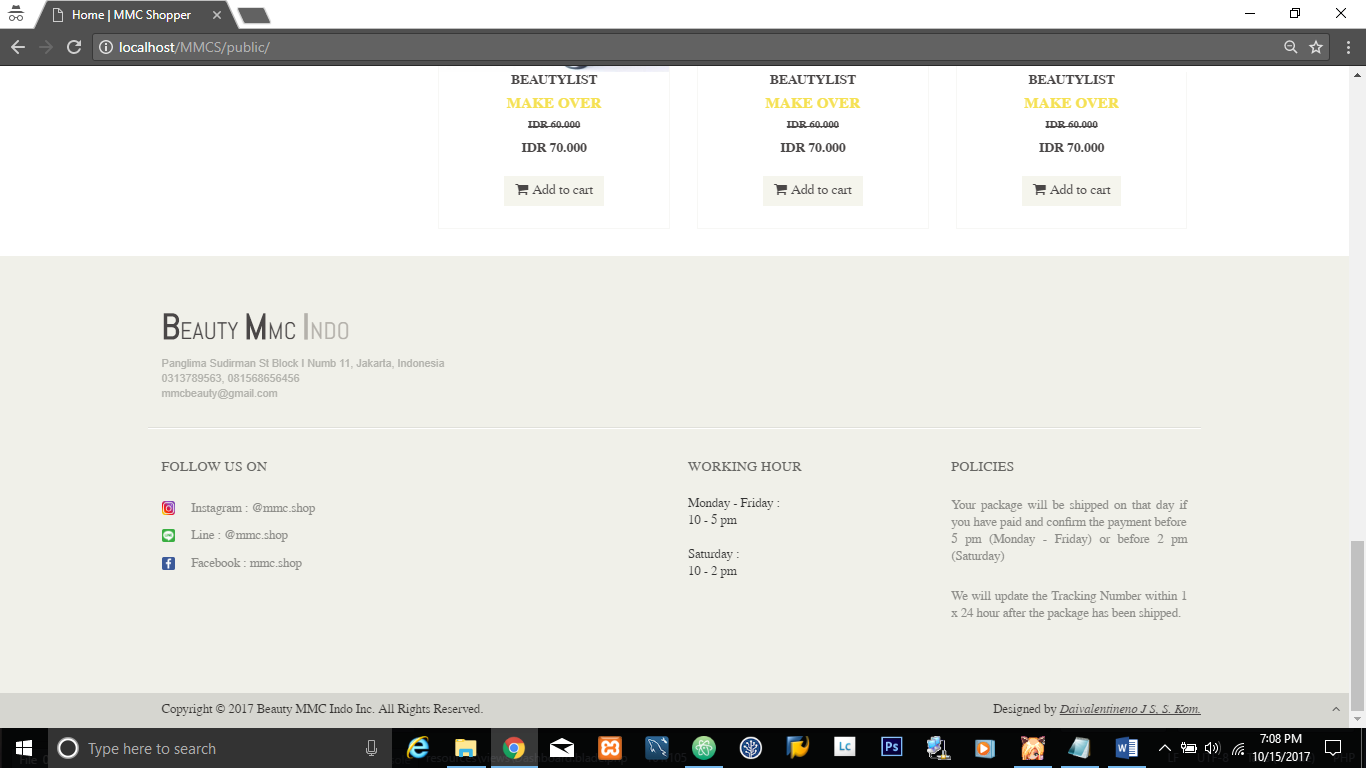 Home | MMC Shopper
localhost/MMCS/public/
BEAUTYLIST BEAUTYLIST BEAUTYLIST
MAKE OVER MAKE OVER MAKE OVER
IDR 60.000 IDR 60.000 IDR 60.000
IDR 70.000 IDR 70.000 IDR 70.000
Add to cart Add to cart Add to cart
BEAUTY MMC INDO
Panglima Sudirman St Block I Numb 11, Jakarta, Indonesia
0313789563, 081568656456
mmcbeauty@gmail.com
FOLLOW US ON
Instagram : @mmc.shop
Line : @mmc.shop
Facebook : mmc.shop
WORKING HOUR
Monday - Friday :
10 - 5 pm
Saturday :
10 - 2 pm
POLICIES
Your package will be shipped on that day if
you have paid and confirm the payment before
5 pm (Monday - Friday) or before 2 pm
(Saturday)
We will update the Tracking Number within 1
x 24 hour after the package has been shipped.
Copyright © 2017 Beauty MMC Indo Inc. All Rights Reserved.
Designed by Daivalentineno J S, S. Kom.
Type here to search
Lc
Ps
7:08 PM
10/15/2017